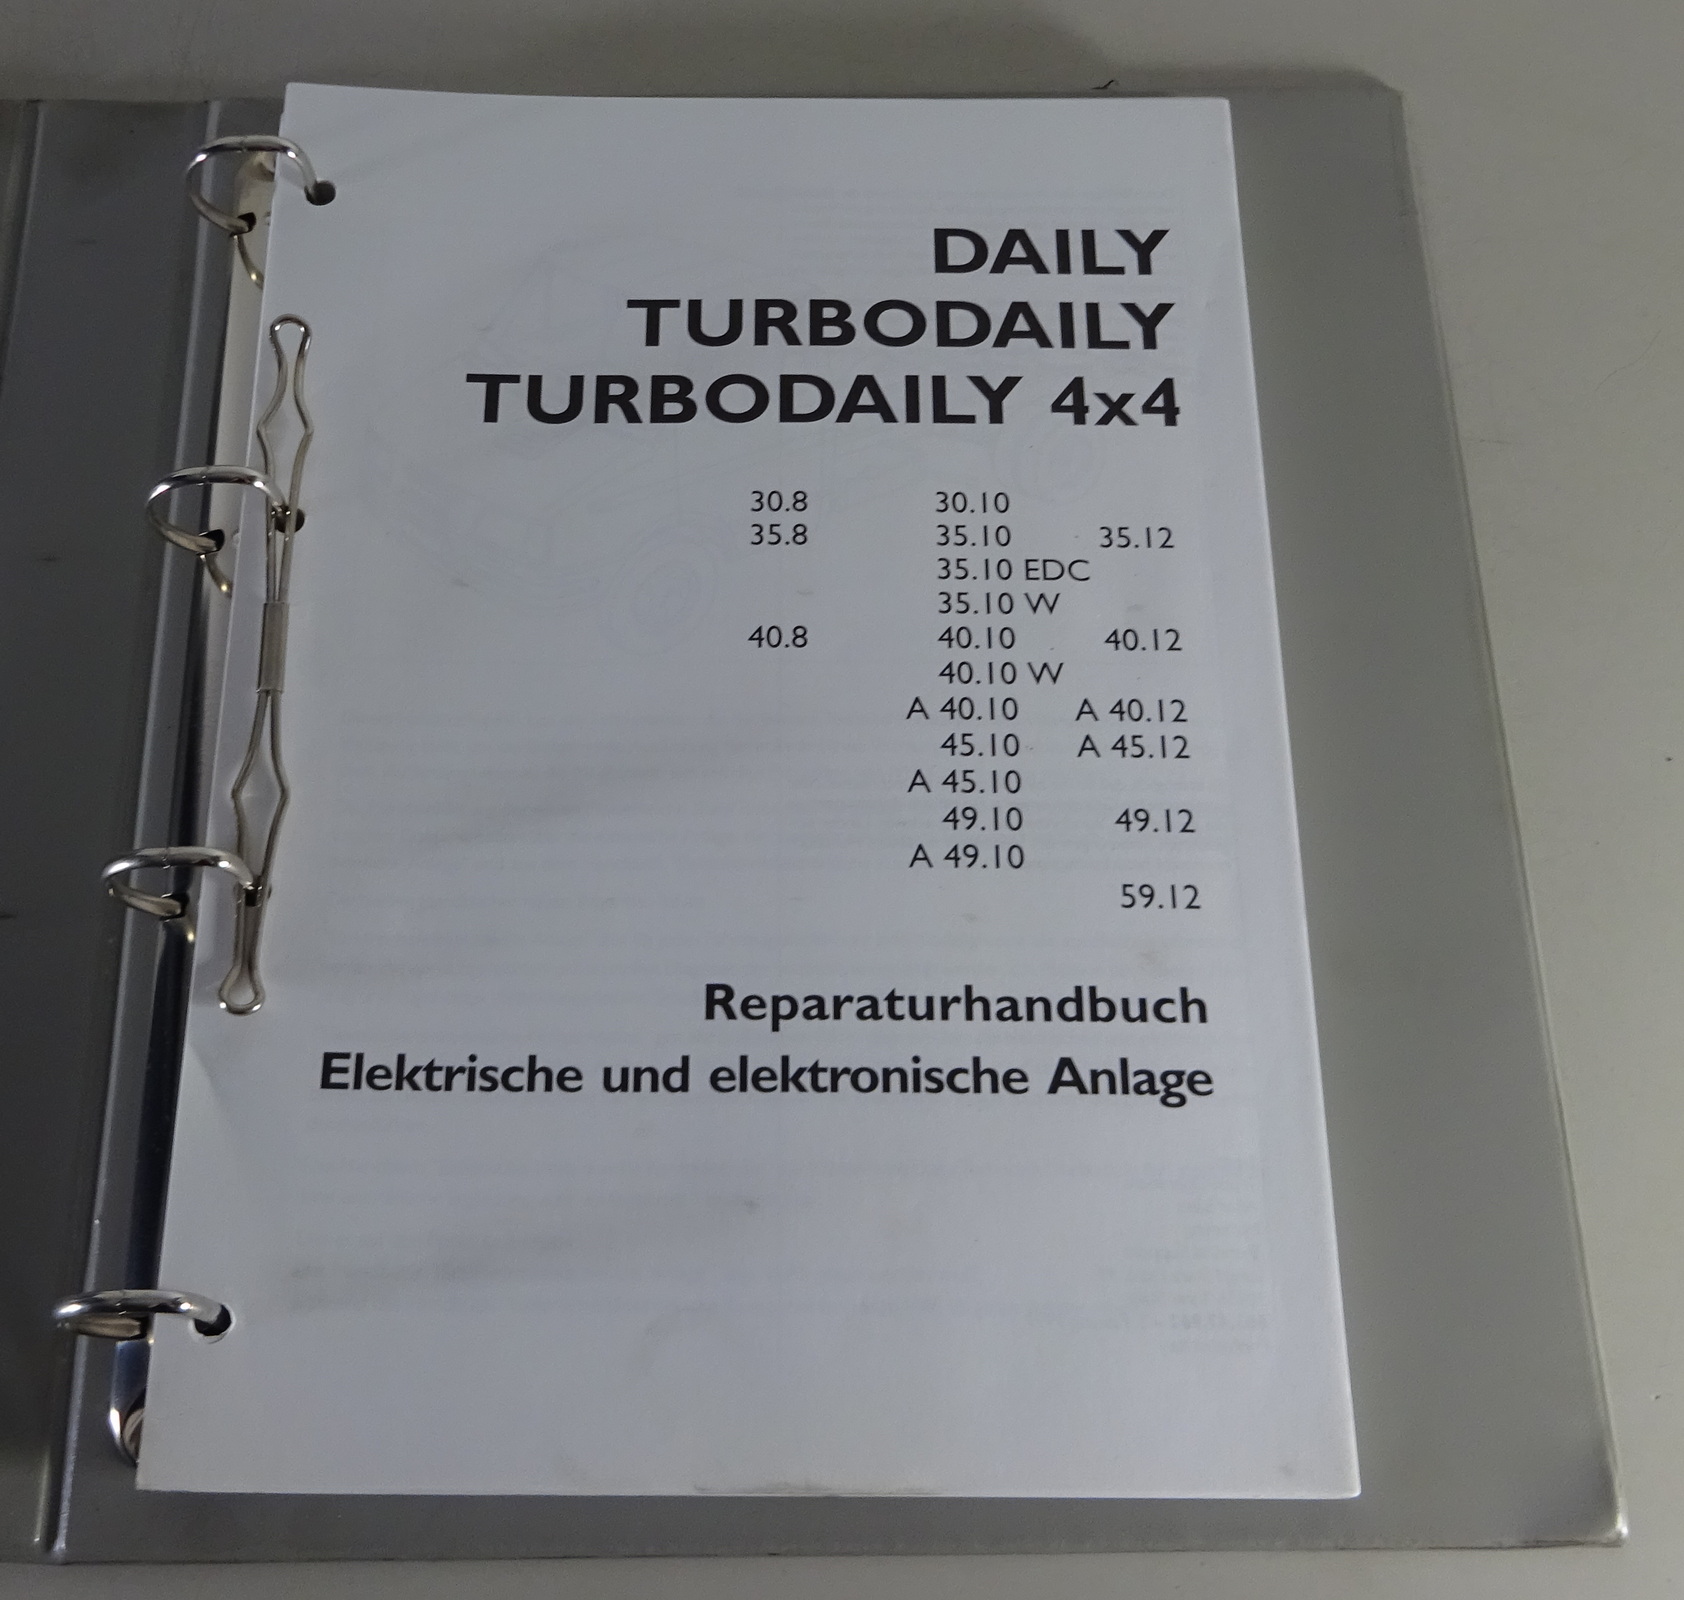 DAILY
TURBODAILY
TURBODAILY 4x4
30.8 30.10
35.8 35.10 35.12
35.10 EDC
35.10 W
40.8 40.10 40.12
40.10 W
A 40.10 A 40.12
45.10 A 45.12
A 45.10
49.10 49.12
A 49.10
59.12
Reparaturhandbuch
Elektrische und elektronische Anlage